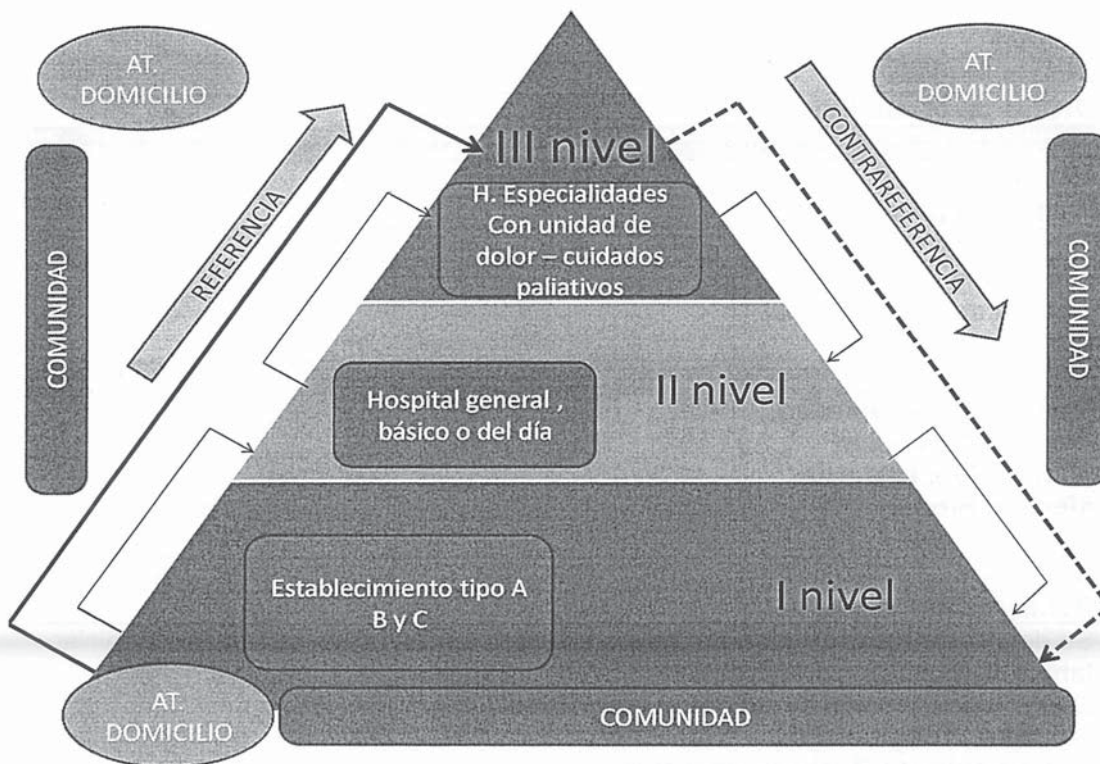 AT.
DOMICILIO
AT.
DOMICILIO
REFERENCIA
CONTRAREFERENCIA
COMUNIDAD
COMUNIDAD
III nivel
H. Especialidades
Con unidad de
dolor – cuidados
paliativos
II nivel
Hospital general ,
básico o del día
Establecimiento tipo A
B y C
I nivel
AT.
DOMICILIO
COMUNIDAD